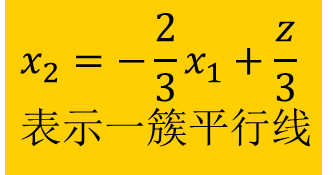 x₂ = −2/3 x₁ + z/3
表示一簇平行线